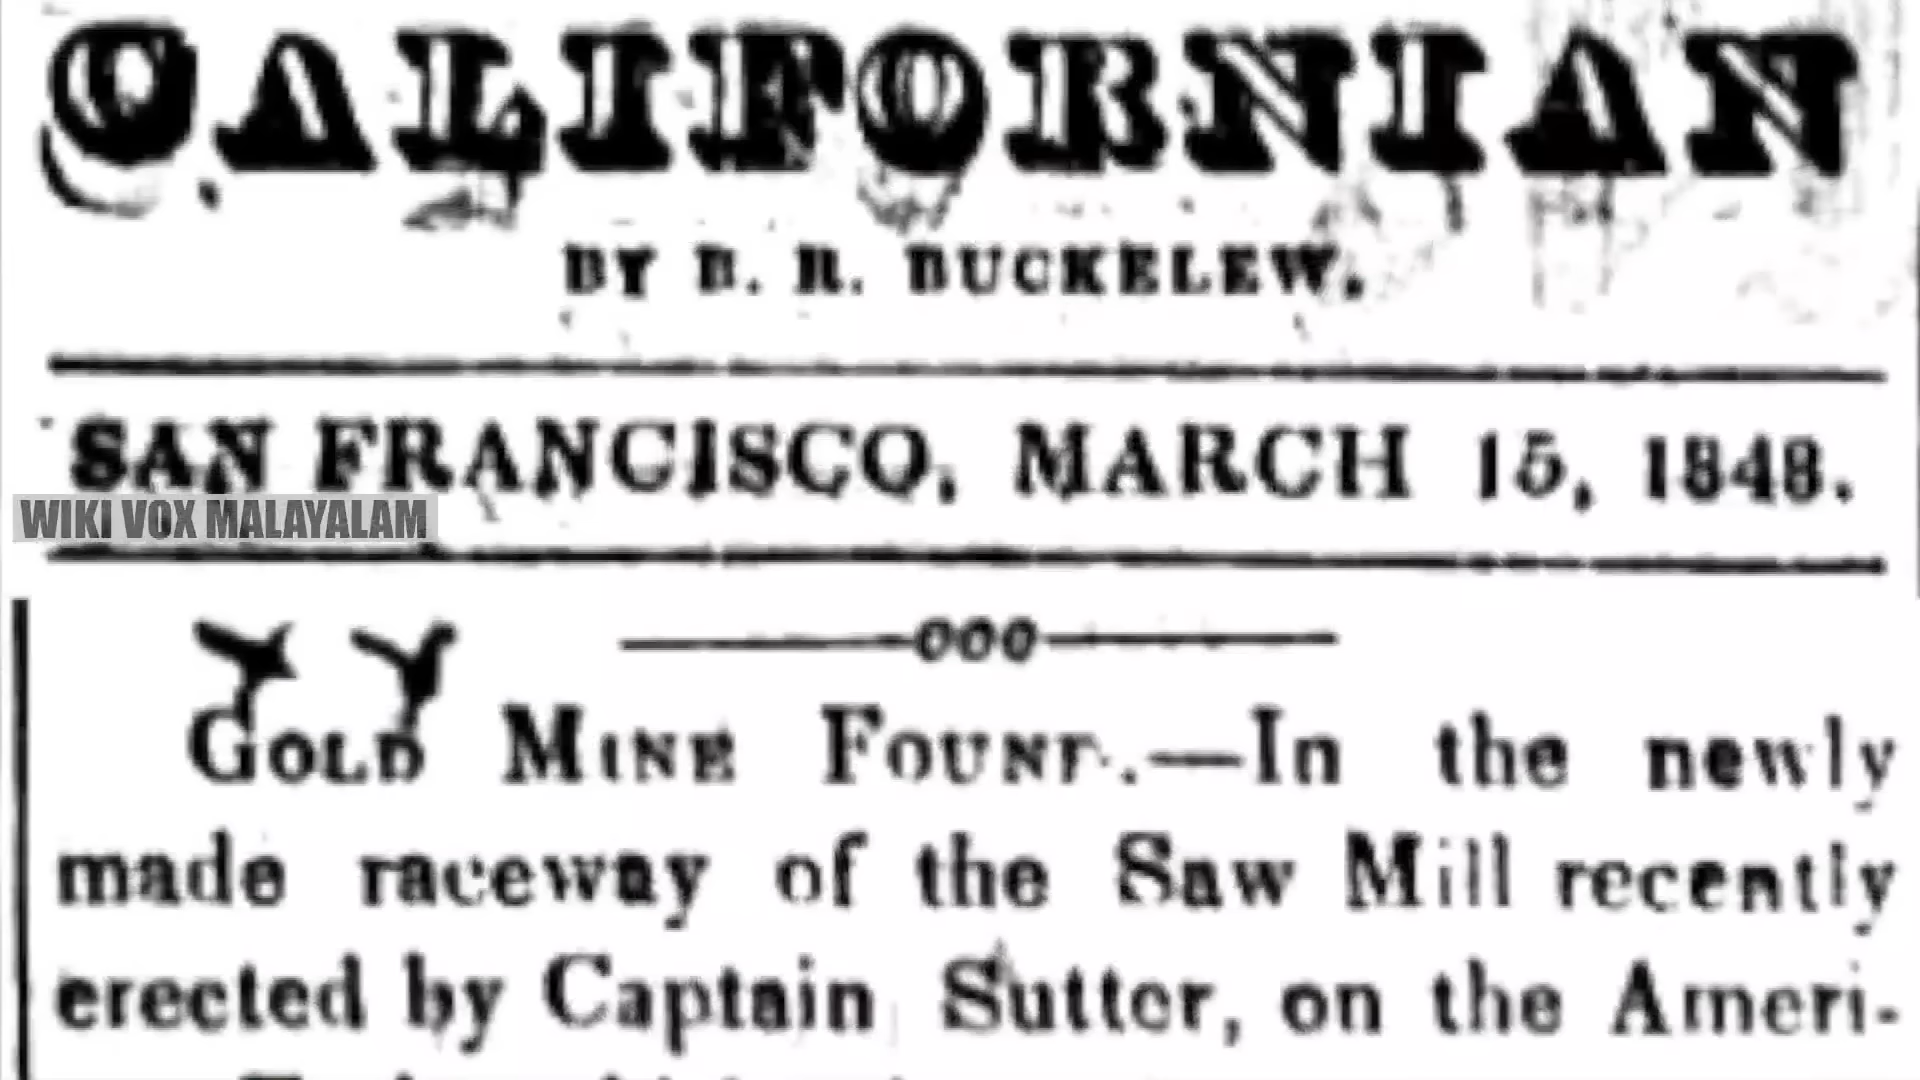 CALIFORNIAN
BY B. R. BUCKELEW.
SAN FRANCISCO, MARCH 15, 1848.
WIKI VOX MALAYALAM
GOLD MINE FOUND.—In the newly
made raceway of the Saw Mill recently
erected by Captain Sutter, on the Ameri-